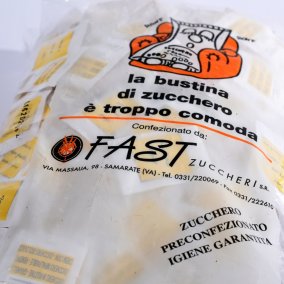 la bustina
di zucchero
è troppo comoda
Confezionato da:
FAST ZUCCHERI s.r.l.
VIA MASSAUA, 98 - SAMARATE (VA) - Tel. 0331/220069 - Fax 0331/222616
ZUCCHERO
PRECONFEZIONATO
IGIENE GARANTITA